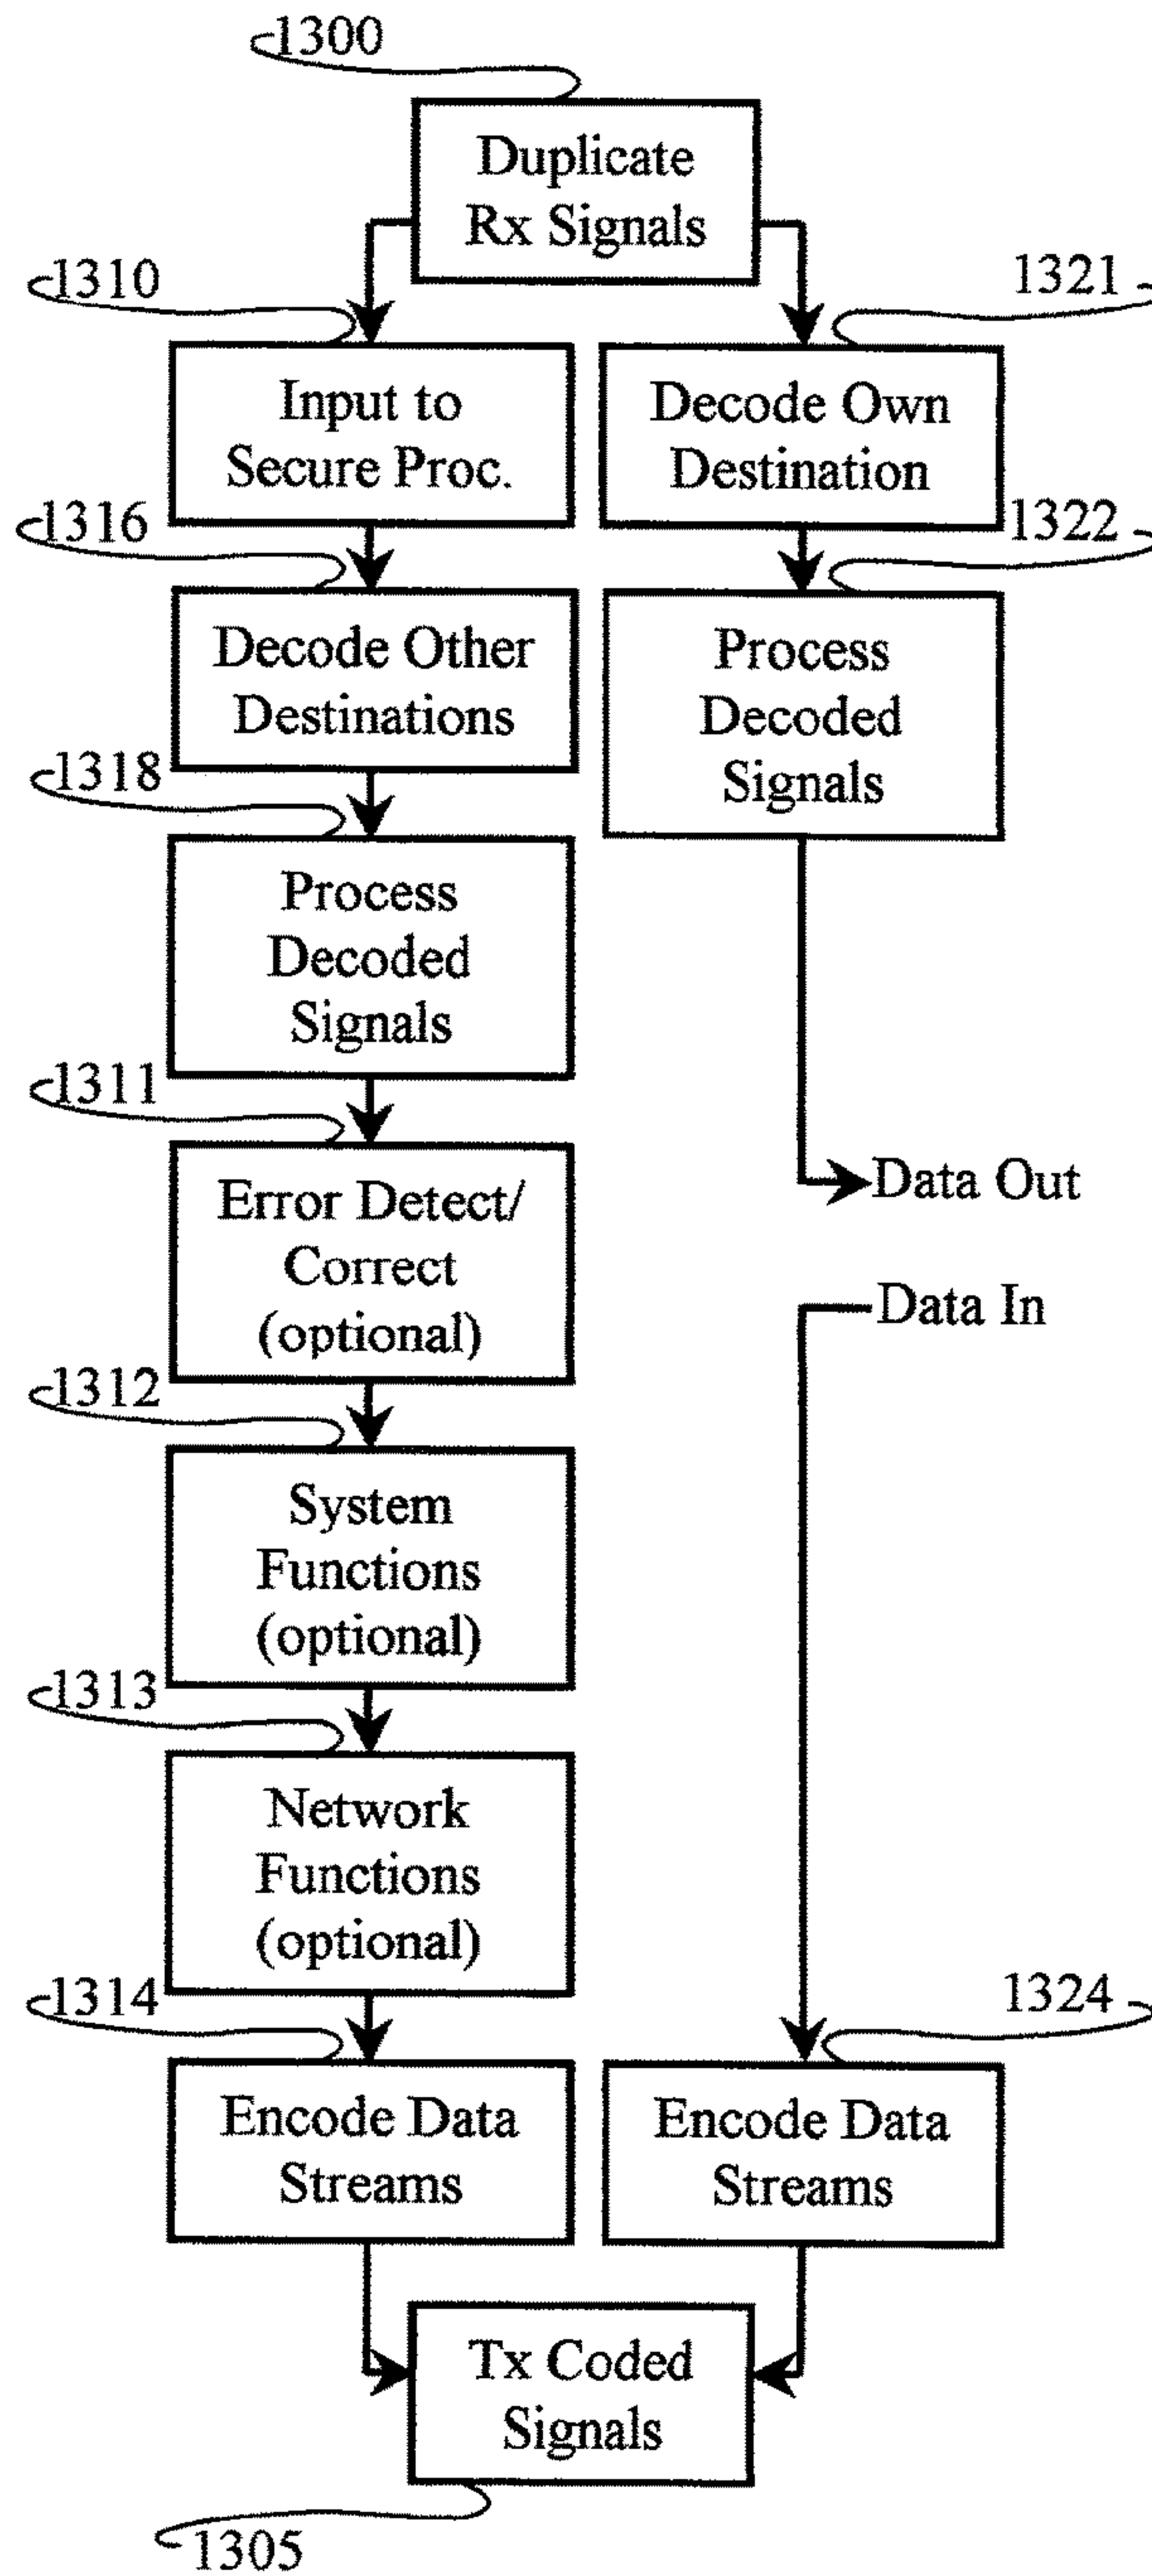 1300
Duplicate
Rx Signals
1310
1321
Input to
Secure Proc.
Decode Own
Destination
1316
1322
Decode Other
Destinations
Process
Decoded
Signals
1318
Process
Decoded
Signals
1311
Error Detect/
Correct
(optional)
Data Out
Data In
1312
System
Functions
(optional)
1313
Network
Functions
(optional)
1314
1324
Encode Data
Streams
Encode Data
Streams
Tx Coded
Signals
1305